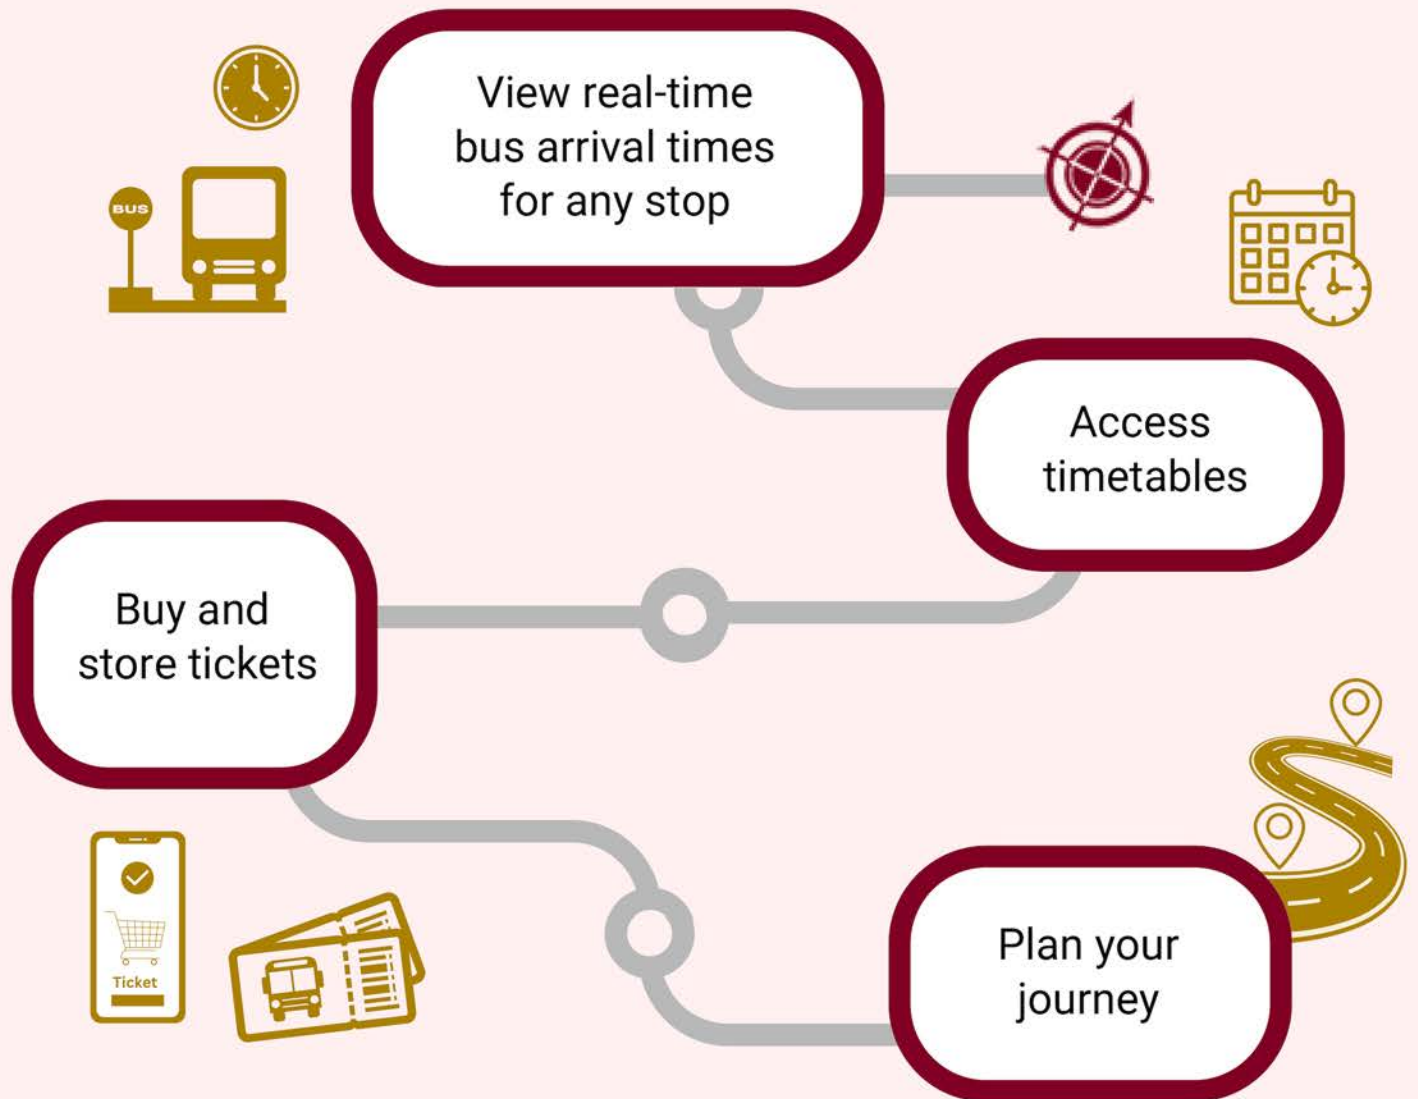 View real-time
bus arrival times
for any stop
BUS
Access
timetables
Buy and
store tickets
Ticket
Plan your
journey